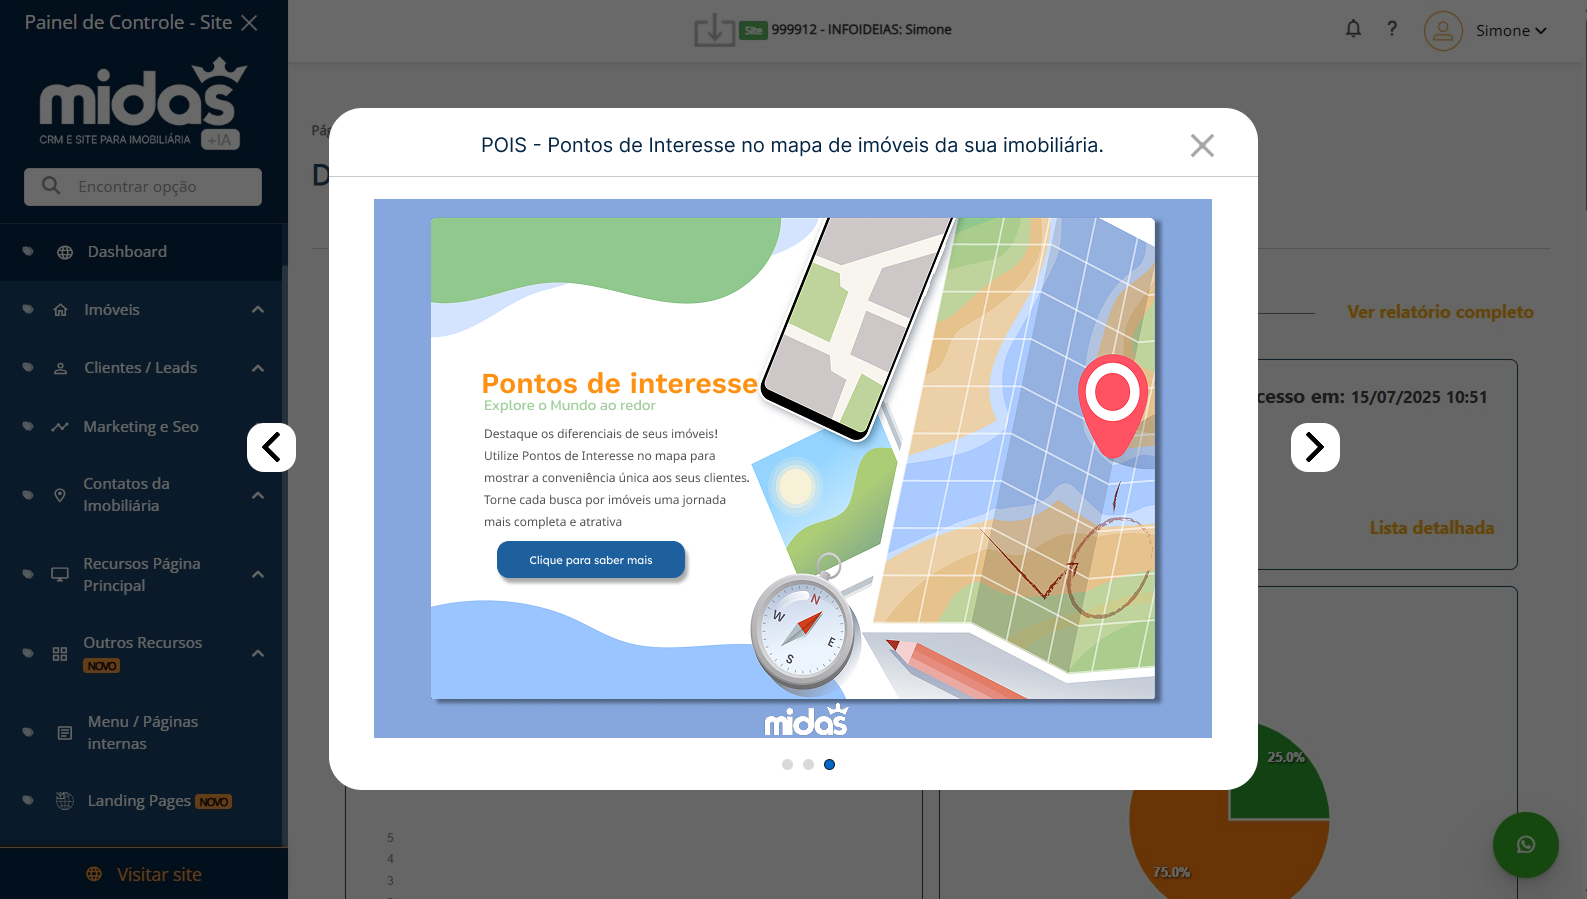 Painel de Controle - Site
Site 999912 - INFOIDEIAS: Simone
? Simone
midas
CRM E SITE PARA IMOBILIÁRIA +IA
Encontrar opção
Dashboard
Imóveis
Clientes / Leads
Marketing e Seo
Contatos da
Imobiliária
Recursos Página
Principal
Outros Recursos
NOVO
Menu / Páginas
internas
Landing Pages NOVO
Visitar site
POIS - Pontos de Interesse no mapa de imóveis da sua imobiliária.
Pontos de interesse
Explore o Mundo ao redor
Destaque os diferenciais de seus imóveis!
Utilize Pontos de Interesse no mapa para
mostrar a conveniência única aos seus clientes.
Torne cada busca por imóveis uma jornada
mais completa e atrativa
Clique para saber mais
N
W
E
S
midas
Ver relatório completo
cesso em: 15/07/2025 10:51
Lista detalhada
25.0%
75.0%
5
4
3